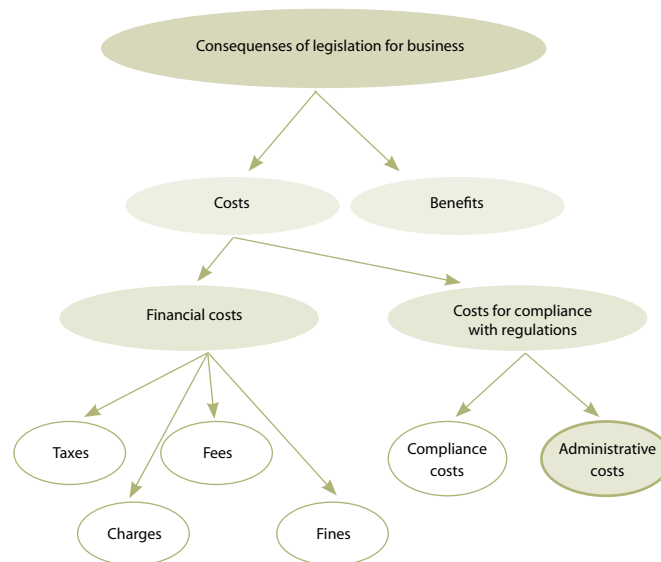 Consequenses of legislation for business
Costs
Benefits
Financial costs
Costs for compliance
with regulations
Taxes
Fees
Compliance
costs
Administrative
costs
Charges
Fines